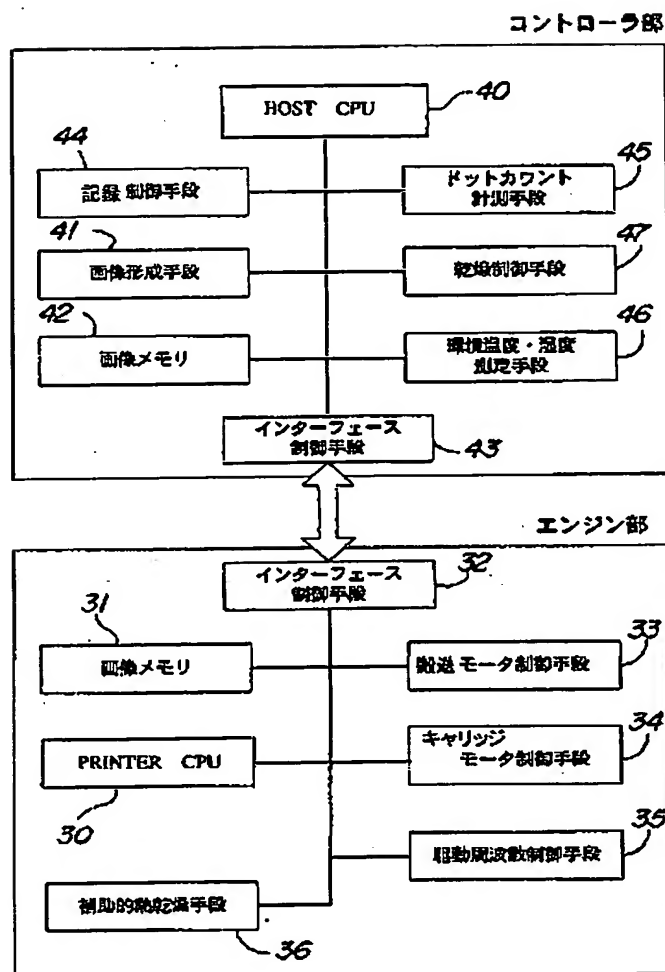 コントローラ部
HOST CPU
40
44
記録制御手段
ドットカウント
計測手段
45
41
画像形成手段
乾燥制御手段
47
42
画像メモリ
環境温度・湿度
測定手段
46
インターフェース
制御手段
43
エンジン部
インターフェース
制御手段
32
31
画像メモリ
搬送モータ制御手段
33
PRINTER CPU
30
キャリッジ
モータ制御手段
34
駆動周波数制御手段
35
補助的熱乾燥手段
36